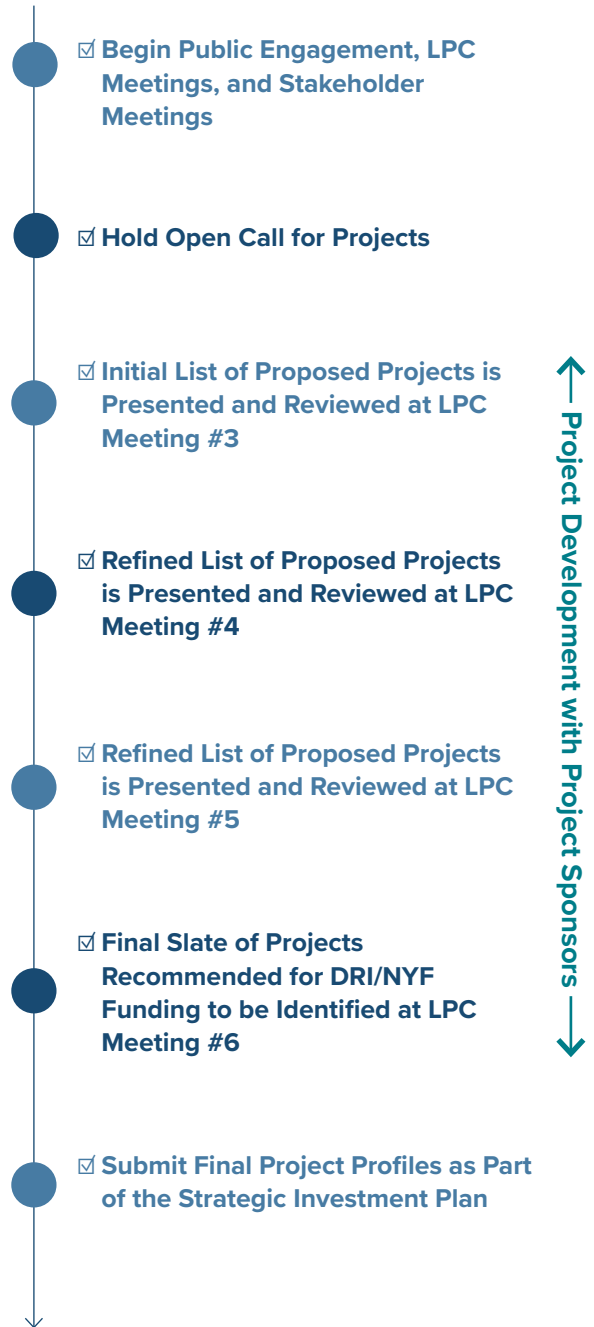 ☑ Begin Public Engagement, LPC
Meetings, and Stakeholder
Meetings
☑ Hold Open Call for Projects
☑ Initial List of Proposed Projects is
Presented and Reviewed at LPC
Meeting #3
☑ Refined List of Proposed Projects
is Presented and Reviewed at LPC
Meeting #4
☑ Refined List of Proposed Projects
is Presented and Reviewed at LPC
Meeting #5
☑ Final Slate of Projects
Recommended for DRI/NYF
Funding to be Identified at LPC
Meeting #6
☑ Submit Final Project Profiles as Part
of the Strategic Investment Plan
Project Development with Project Sponsors